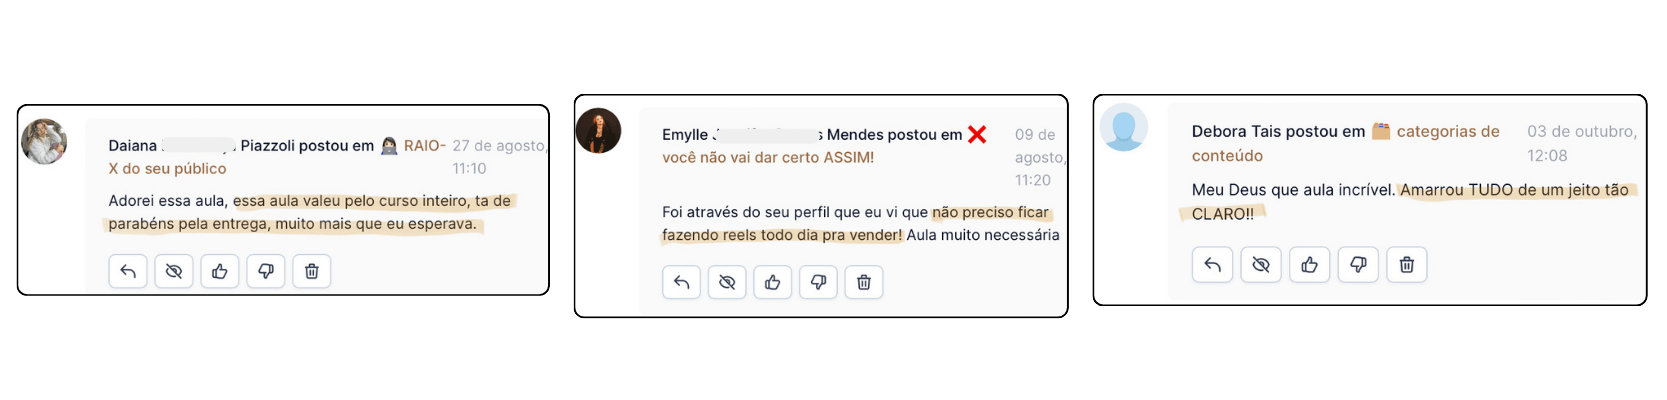 Daiana Piazzoli postou em 👩🏻‍💻 RAIO-
X do seu público
27 de agosto,
11:10
Adorei essa aula, essa aula valeu pelo curso inteiro, ta de
parabéns pela entrega, muito mais que eu esperava.
Emylle Mendes postou em ❌
você não vai dar certo ASSIM!
09 de
agosto,
11:20
Foi através do seu perfil que eu vi que não preciso ficar
fazendo reels todo dia pra vender! Aula muito necessária
Debora Tais postou em 🗂️ categorias de
conteúdo
03 de outubro,
12:08
Meu Deus que aula incrível. Amarrou TUDO de um jeito tão
CLARO!!